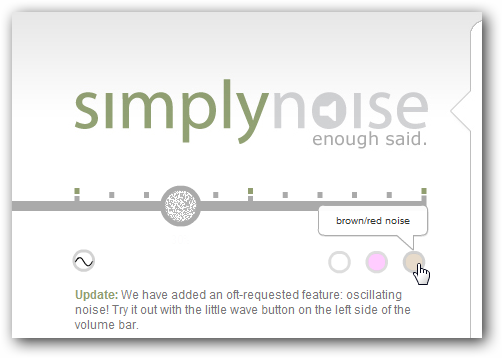 simplynoise
enough said.
brown/red noise
Update: We have added an oft-requested feature: oscillating
noise! Try it out with the little wave button on the left side of the
volume bar.